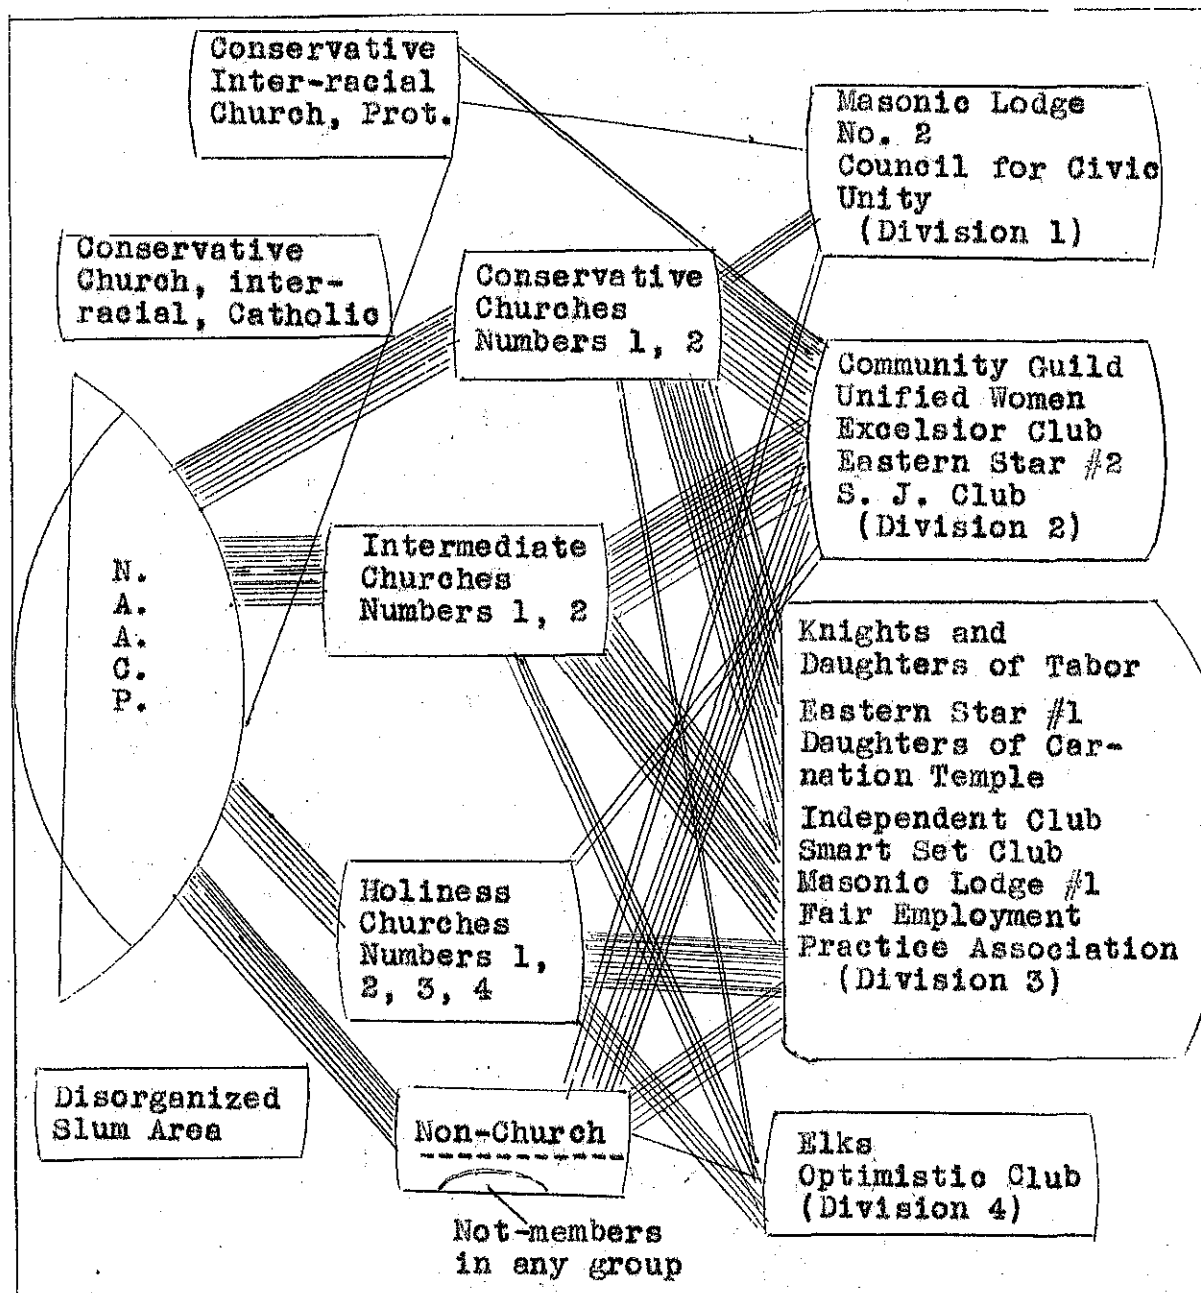 Conservative
Inter-racial
Church, Prot.
Masonic Lodge
No. 2
Council for Civic
Unity
(Division 1)
Conservative
Church, inter-
racial, Catholic
Conservative
Churches
Numbers 1, 2
Community Guild
Unified Women
Excelsior Club
Eastern Star #2
S. J. Club
(Division 2)
N.
A.
A.
C.
P.
Intermediate
Churches
Numbers 1, 2
Knights and
Daughters of Tabor
Eastern Star #1
Daughters of Car-
nation Temple
Independent Club
Smart Set Club
Masonic Lodge #1
Fair Employment
Practice Association
(Division 3)
Holiness
Churches
Numbers 1,
2, 3, 4
Disorganized
Slum Area
Non-Church
Not-members
in any group
Elks
Optimistic Club
(Division 4)